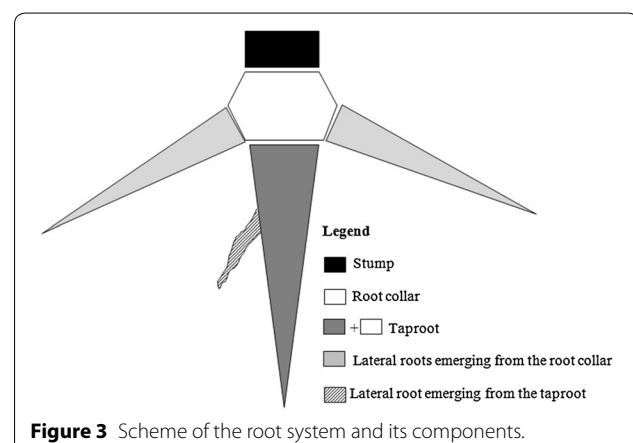 Legend
Stump
Root collar
+ Taproot
Lateral roots emerging from the root collar
Lateral root emerging from the taproot
Figure 3 Scheme of the root system and its components.